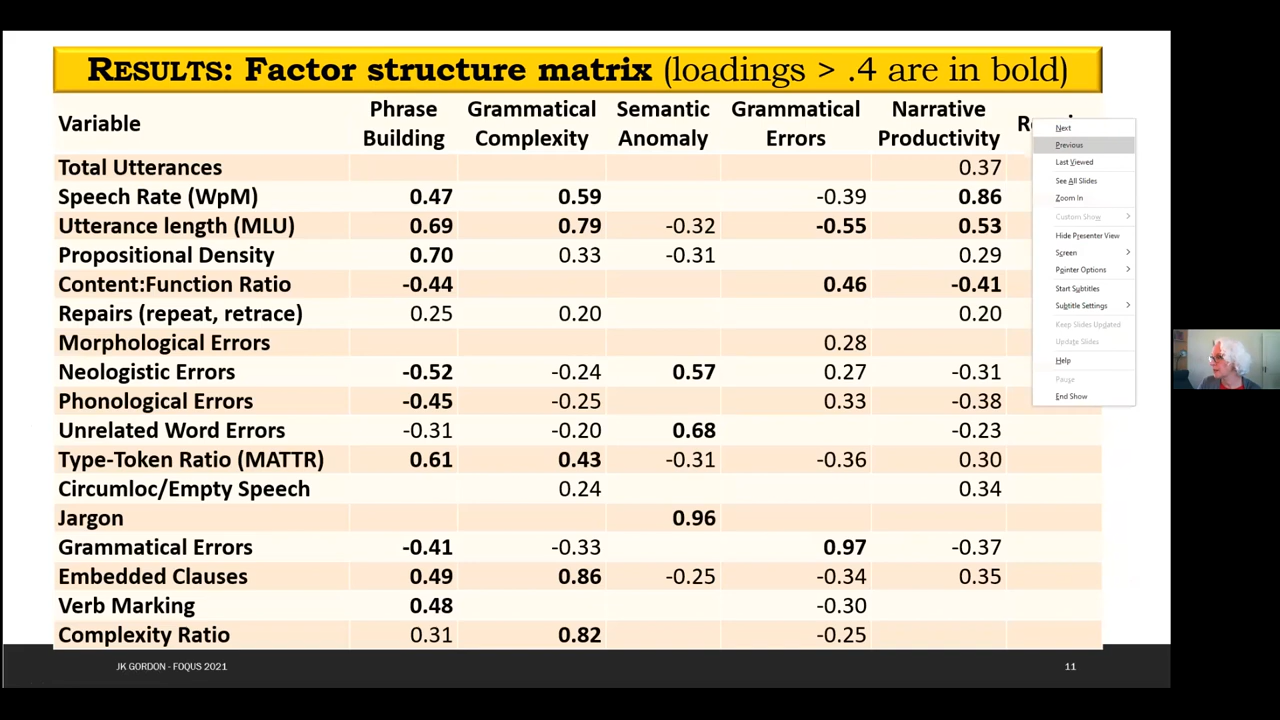 RESULTS: Factor structure matrix (loadings > .4 are in bold)
Variable Phrase Building Grammatical Complexity Semantic Anomaly Grammatical Errors Narrative Productivity
Total Utterances 0.37
Speech Rate (WpM) 0.47 0.59 -0.39 0.86
Utterance length (MLU) 0.69 0.79 -0.32 -0.55 0.53
Propositional Density 0.70 0.33 -0.31 0.29
Content:Function Ratio -0.44 0.46 -0.41
Repairs (repeat, retrace) 0.25 0.20 0.20
Morphological Errors 0.28
Neologistic Errors -0.52 -0.24 0.57 0.27 -0.31
Phonological Errors -0.45 -0.25 0.33 -0.38
Unrelated Word Errors -0.31 -0.20 0.68 -0.23
Type-Token Ratio (MATTR) 0.61 0.43 -0.31 -0.36 0.30
Circumloc/Empty Speech 0.24 0.34
Jargon 0.96
Grammatical Errors -0.41 -0.33 0.97 -0.37
Embedded Clauses 0.49 0.86 -0.25 -0.34 0.35
Verb Marking 0.48 -0.30
Complexity Ratio 0.31 0.82 -0.25
Next
Previous
Last Viewed
See All Slides
Zoom In
Custom Show
Hide Presenter View
Screen
Pointer Options
Start Subtitles
Subtitle Settings
Keep Slides Updated
Update Slides
Help
Pause
End Show
JK GORDON - FOQUS 2021
11